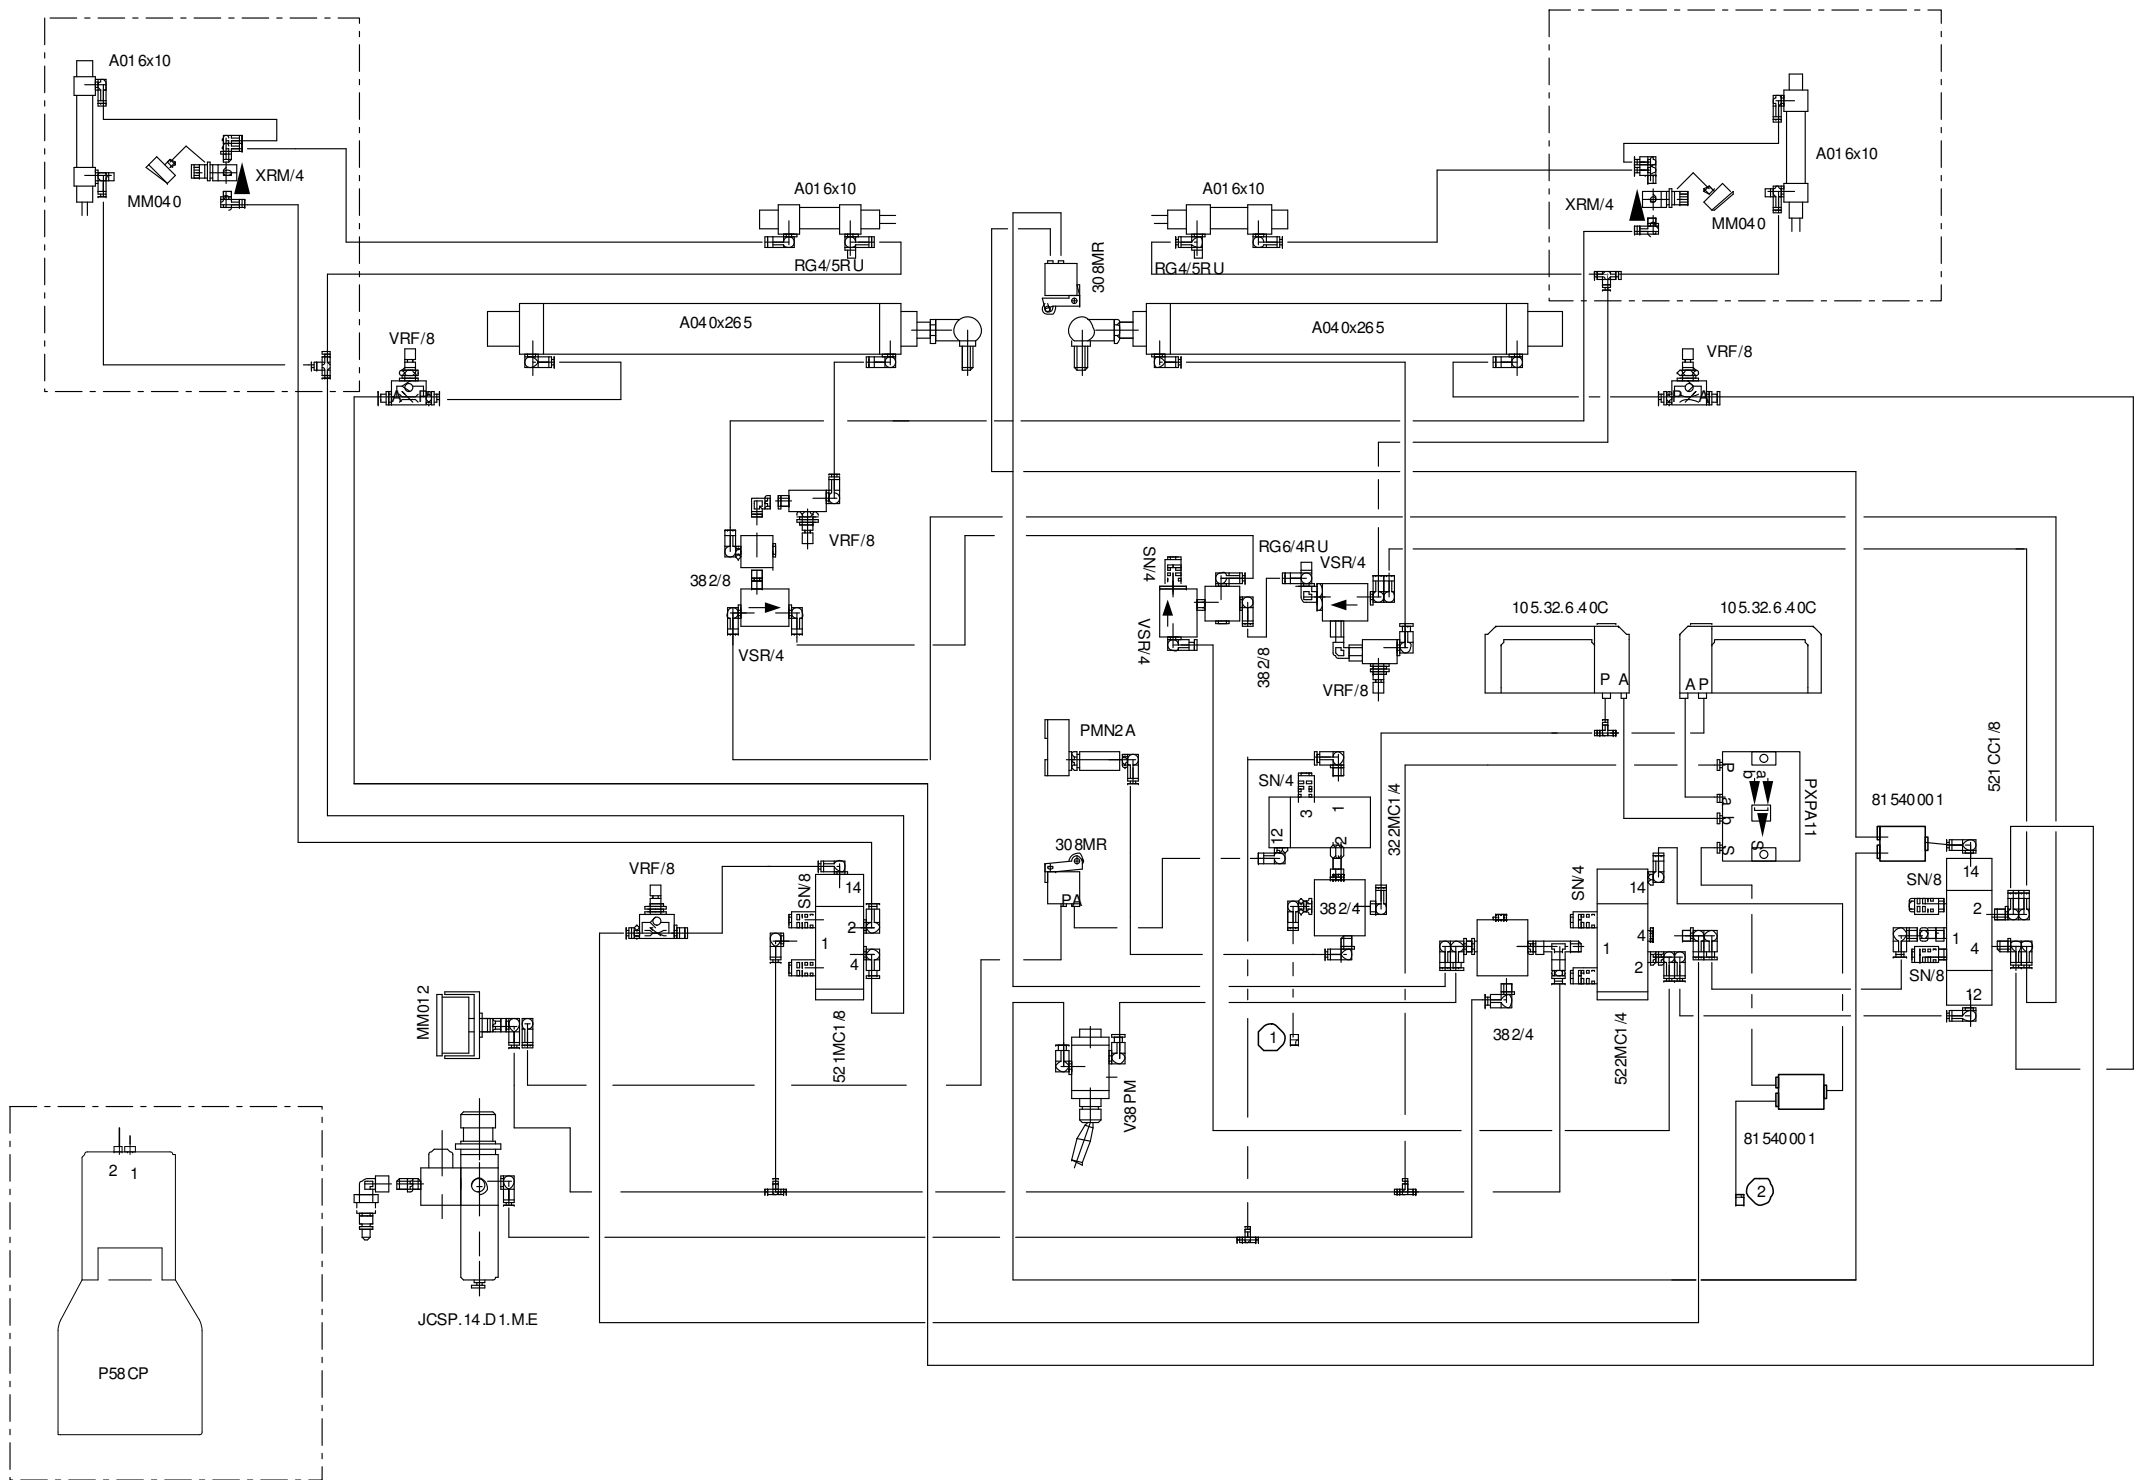 A016x10
XRM/4
MM040
A016x10
RG4/5RU
308MR
A016x10
RG4/5RU
A016x10
XRM/4
MM040
VRF/8
A040x265
A040x265
VRF/8
VRF/8
382/8
VSR/4
SN/4
VSR/4
RG6/4RU
VSR/4
382/8
VRF/8
105.32.6.40C
105.32.6.40C
P A
A P
PMN2A
SN/4
3
1
12
2
322MC1/4
P
a
b
a
b
S
S
PXPA11
81540001
521CC1/8
308MR
PA
382/4
VRF/8
SN/8
14
2
1
4
521MC1/8
SN/4
14
4
1
2
522MC1/4
382/4
SN/8
14
2
1
4
SN/8
12
MM012
1
V38PM
81540001
2
2 1
P58CP
JCSP.14.D1.M.E